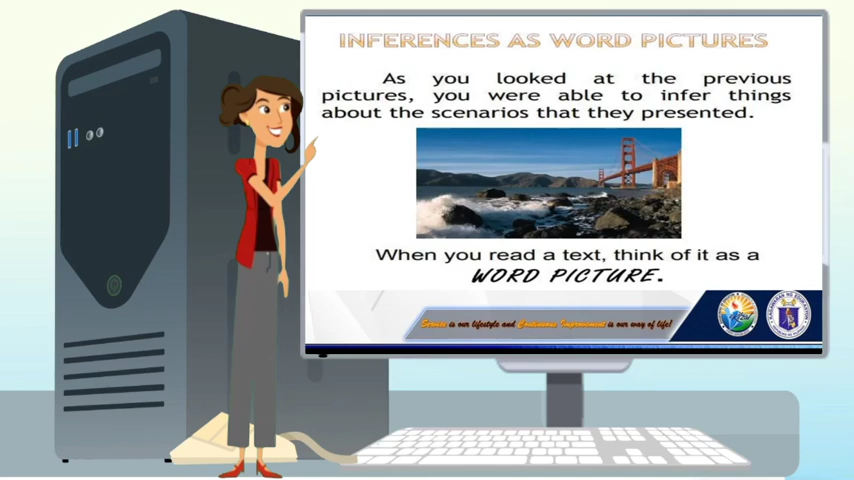 INFERENCES AS WORD PICTURES
As you looked at the previous
pictures, you were able to infer things
about the scenarios that they presented.
When you read a text, think of it as a
WORD PICTURE.
Service is our lifestyle and Continuous Improvement is our way of life!